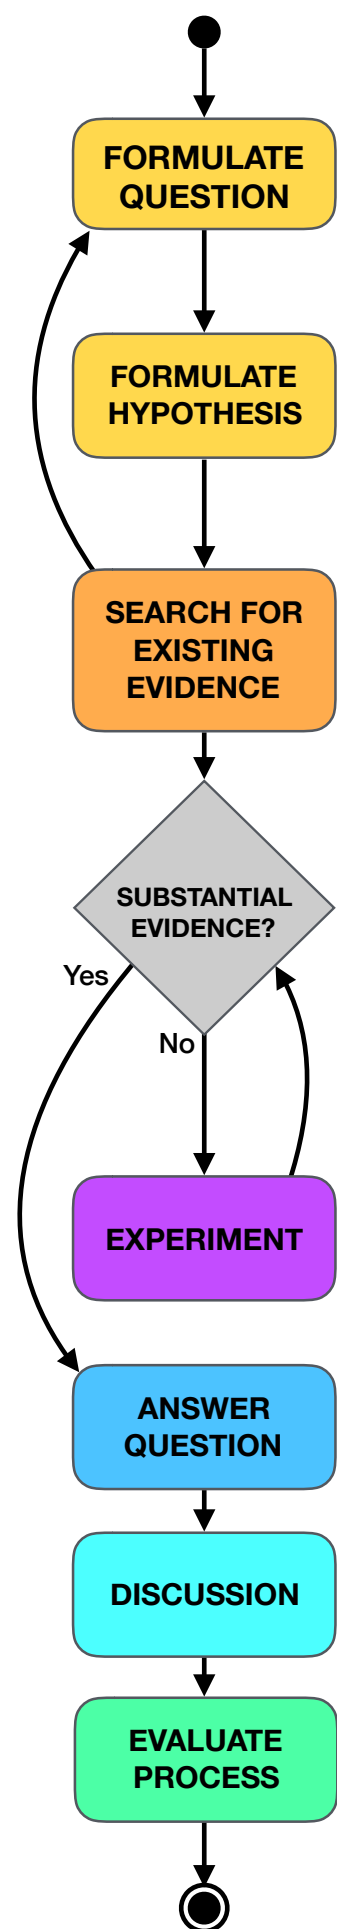 FORMULATE
QUESTION
FORMULATE
HYPOTHESIS
SEARCH FOR
EXISTING
EVIDENCE
SUBSTANTIAL
EVIDENCE?
Yes
No
EXPERIMENT
ANSWER
QUESTION
DISCUSSION
EVALUATE
PROCESS